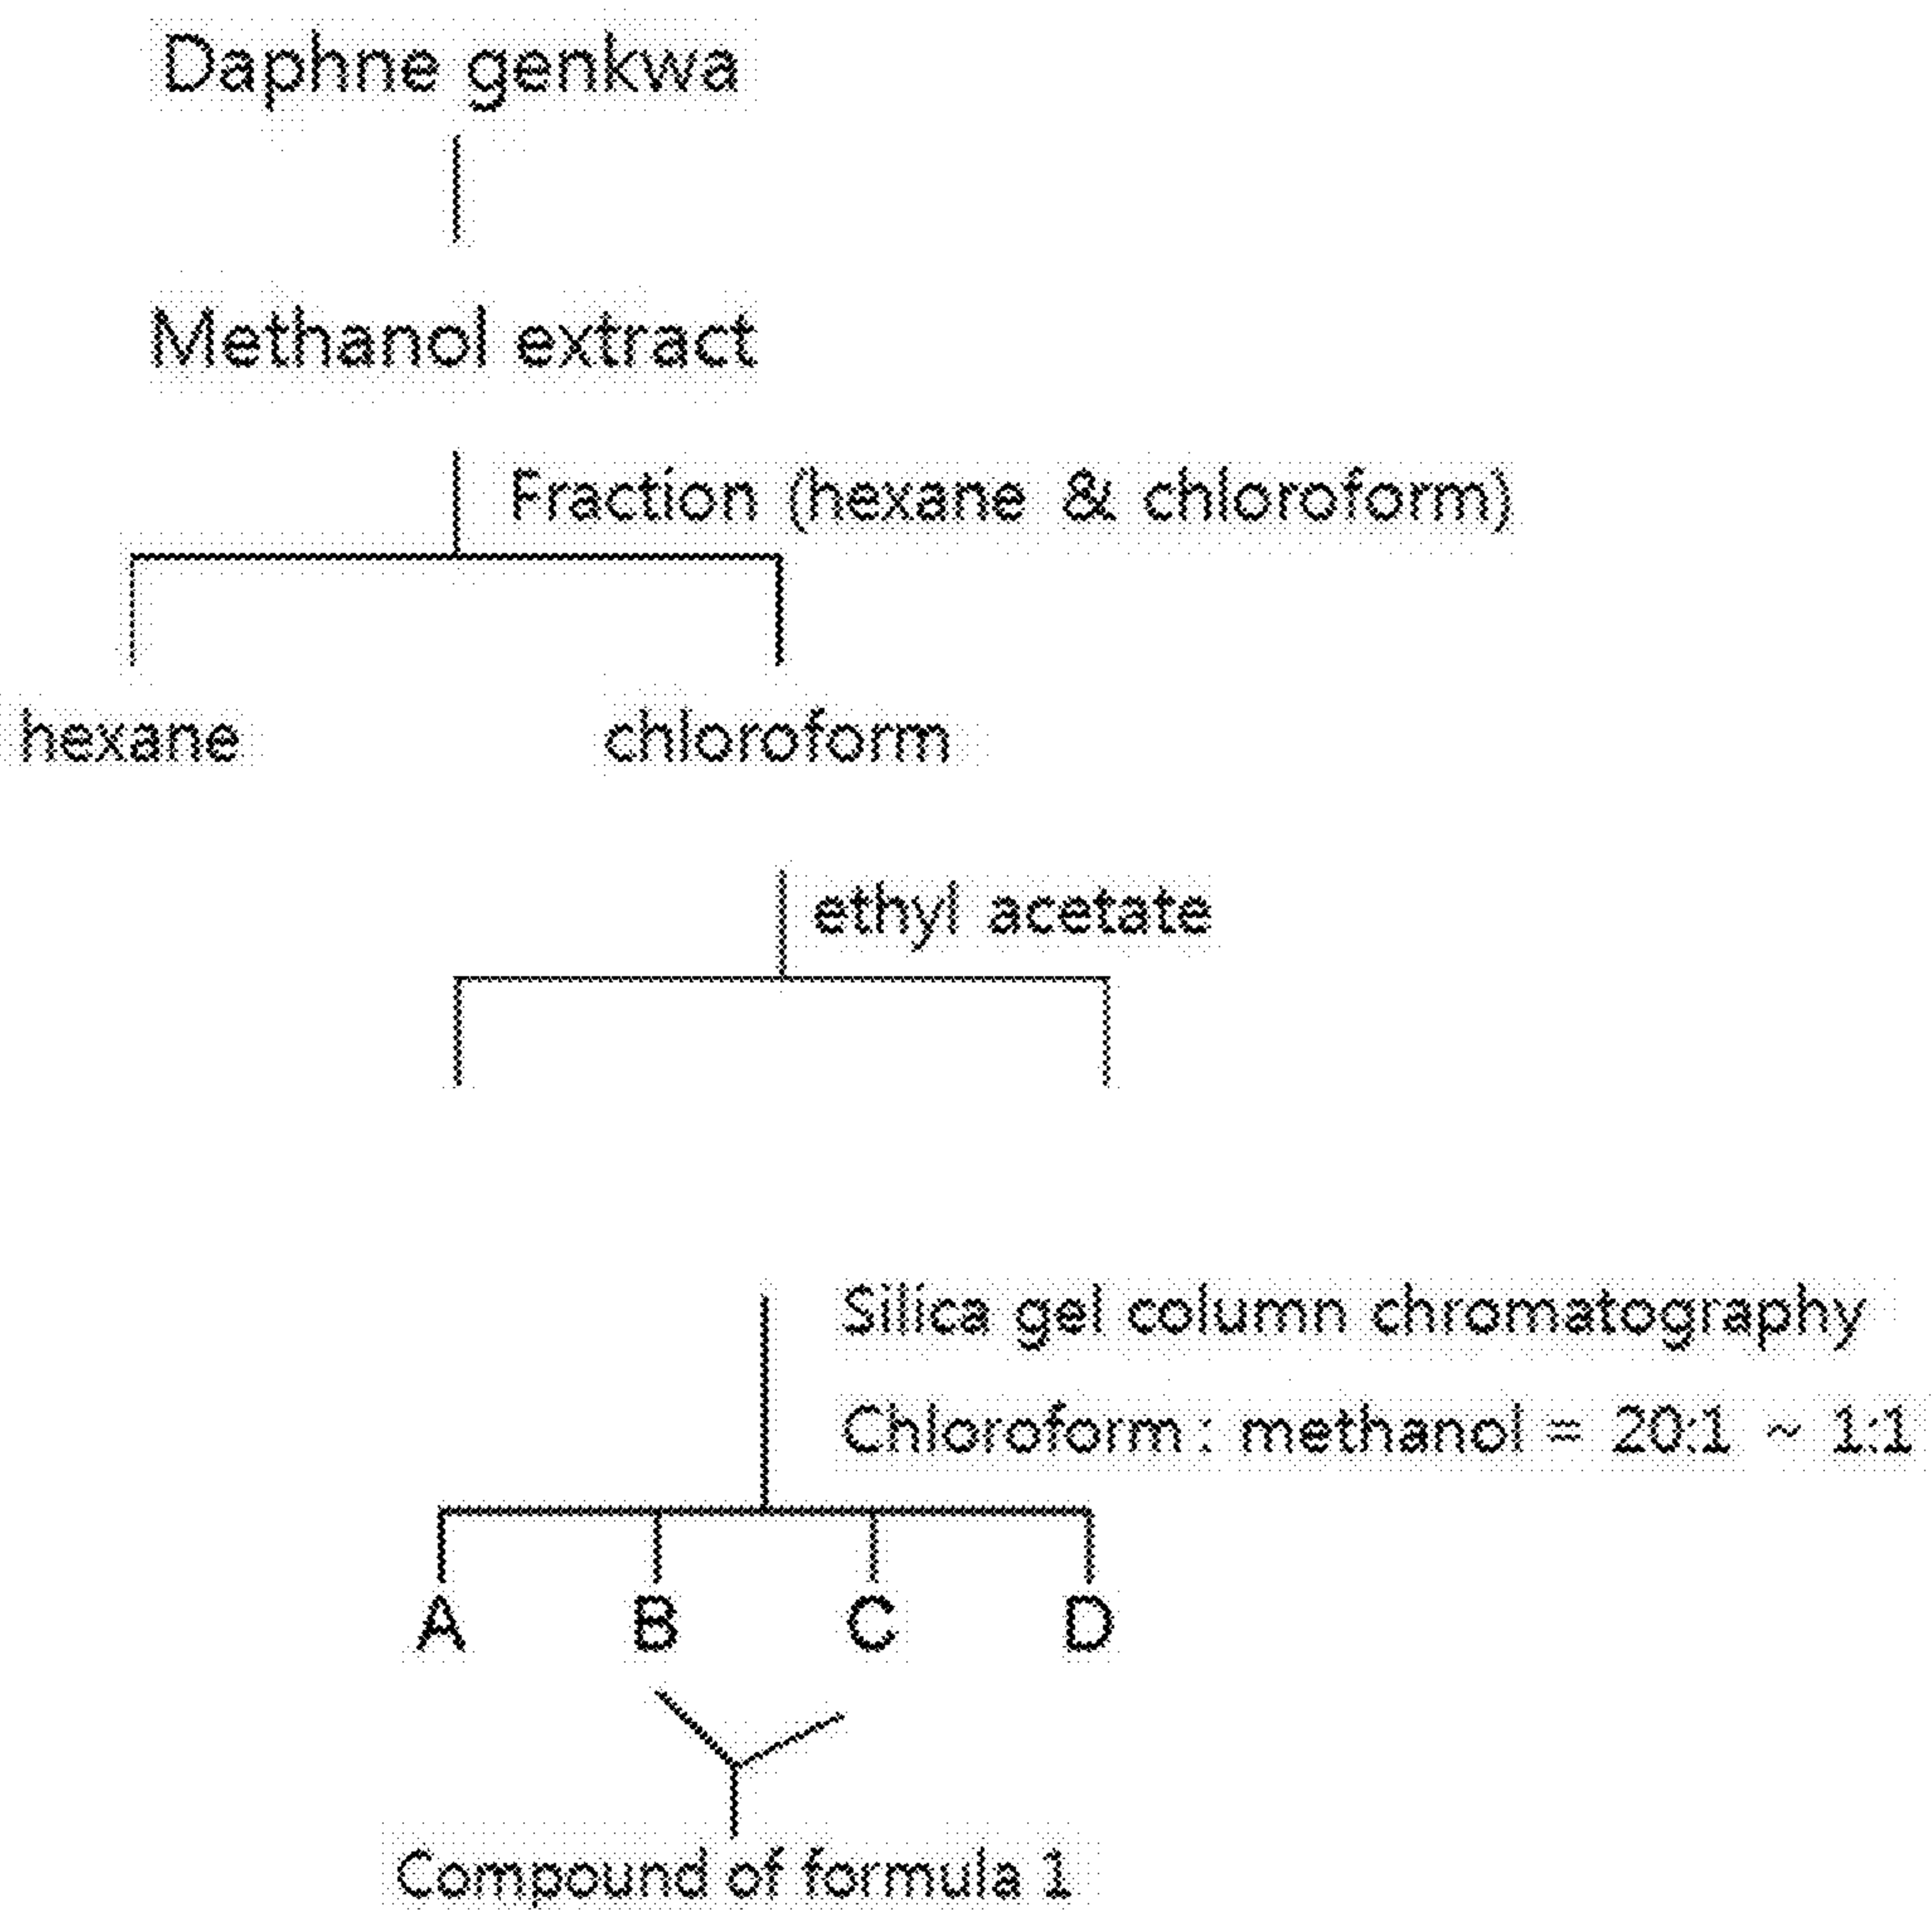 Daphne genkwa
Methanol extract
Fraction (hexane & chloroform)
hexane
chloroform
ethyl acetate
Silica gel column chromatography
Chloroform : methanol = 20:1 ~ 1:1
A
B
C
D
Compound of formula 1